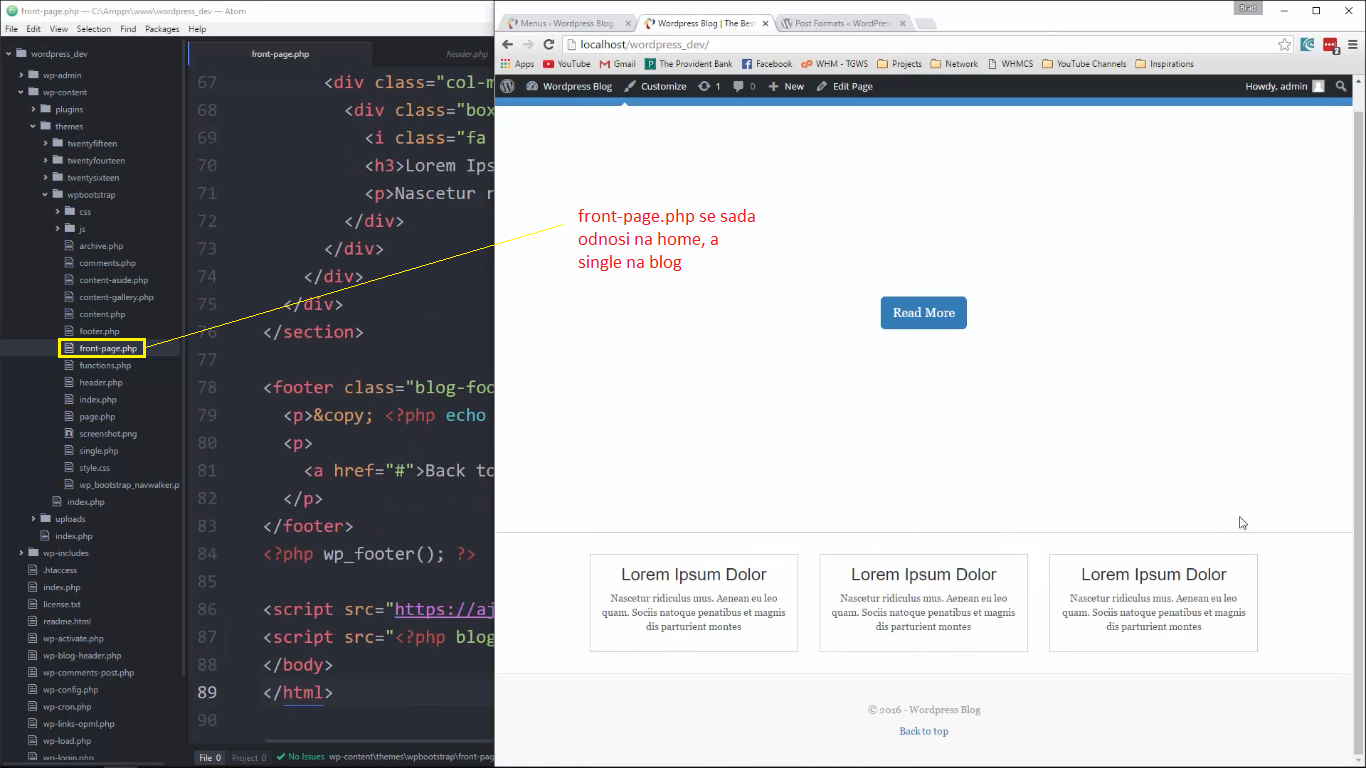 front-page.php - C:\Ampps\www\wordpress_dev - Atom
File Edit View Selection Find Packages Help
wordpress_dev
wp-admin
wp-content
plugins
themes
twentyfifteen
twentyfourteen
twentysixteen
wpbootstrap
css
js
archive.php
comments.php
content-aside.php
content-gallery.php
content.php
footer.php
front-page.php
functions.php
header.php
index.php
page.php
screenshot.png
single.php
style.css
wp_bootstrap_navwalker.p
index.php
uploads
index.php
wp-includes
.htaccess
index.php
license.txt
readme.html
wp-activate.php
wp-blog-header.php
wp-comments-post.php
wp-config.php
wp-cron.php
wp-links-opml.php
wp-load.php
wp-login.php
front-page.php header.php
67 <div class="col-m
68 <div class="box
69 <i class="fa
70 <h3>Lorem Ips
71 <p>Nascetur r
72 </div>
73 </div>
74 </div>
75 </div>
76 </section>
77
78 <footer class="blog-foo
79 <p>&copy; <?php echo
80 <p>
81 <a href="#">Back to
82 </p>
83 </footer>
84 <?php wp_footer(); ?>
85
86 <script src="https://aj
87 <script src="<?php blog
88 </body>
89 </html>
90
File 0 Project 0 No Issues wp-content\themes\wpbootstrap\front-pag
Menus ‹ Wordpress Blog Wordpress Blog | The Bes Post Formats « WordPres
Brad
localhost/wordpress_dev/
2
Apps YouTube Gmail The Provident Bank Facebook WHM - TGWS Projects Network WHMCS YouTube Channels Inspirations
Wordpress Blog Customize 1 0 New Edit Page Howdy, admin
front-page.php se sada
odnosi na home, a
single na blog
Read More
Lorem Ipsum Dolor
Nascetur ridiculus mus. Aenean eu leo
quam. Sociis natoque penatibus et magnis
dis parturient montes
Lorem Ipsum Dolor
Nascetur ridiculus mus. Aenean eu leo
quam. Sociis natoque penatibus et magnis
dis parturient montes
Lorem Ipsum Dolor
Nascetur ridiculus mus. Aenean eu leo
quam. Sociis natoque penatibus et magnis
dis parturient montes
© 2016 - Wordpress Blog
Back to top